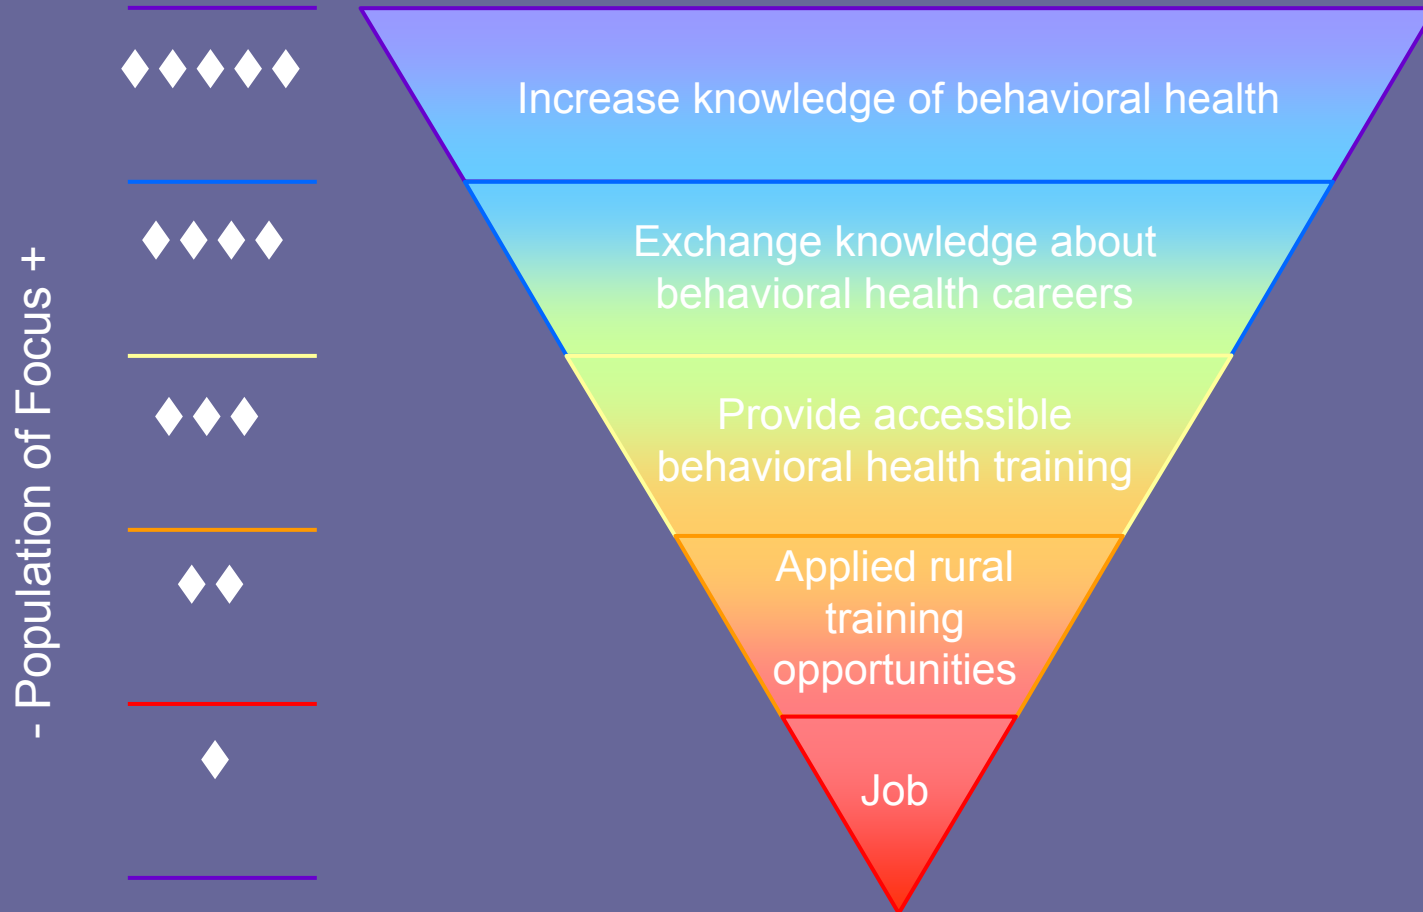 - Population of Focus +
Increase knowledge of behavioral health
Exchange knowledge about
behavioral health careers
Provide accessible
behavioral health training
Applied rural
training
opportunities
Job